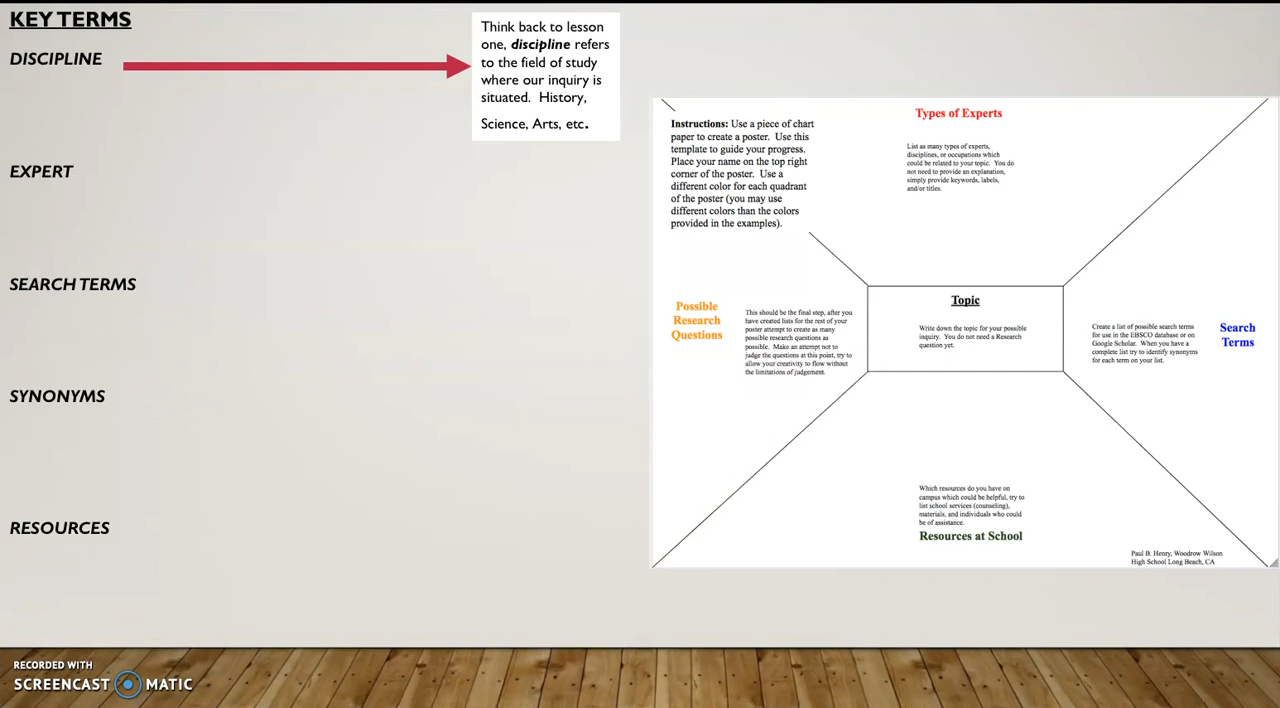 KEY TERMS
DISCIPLINE
Think back to lesson
one, discipline refers
to the field of study
where our inquiry is
situated.  History,
Science, Arts, etc.
EXPERT
SEARCH TERMS
SYNONYMS
RESOURCES
Instructions: Use a piece of chart
paper to create a poster.  Use this
template to guide your progress.
Place your name on the top right
corner of the poster.  Use a
different color for each quadrant
of the poster (you may use
different colors than the colors
provided in the examples).
Types of Experts
List as many types of experts,
disciplines, or occupations which
could be related to your topic.  You do
not need to provide an explanation,
simply provide keywords, labels,
and/or titles.
Possible
Research
Questions
This should be the final step, after you
have created lists for the rest of your
poster attempt to create as many
possible research questions as
possible.  Make an attempt not to
judge the questions at this point, try to
allow your creativity to flow without
the limitations of judgement.
Topic
Write down the topic for your possible
inquiry.  You do not need a Research
question yet.
Create a list of possible search terms
for use in the EBSCO database or on
Google Scholar.  When you have a
complete list try to identify synonyms
for each term on your list.
Search
Terms
Which resources do you have on
campus which could be helpful, try to
list school services (counseling),
materials, and individuals who could
be of assistance.
Resources at School
Paul B. Henry, Woodrow Wilson
High School Long Beach, CA
RECORDED WITH
SCREENCAST MATIC